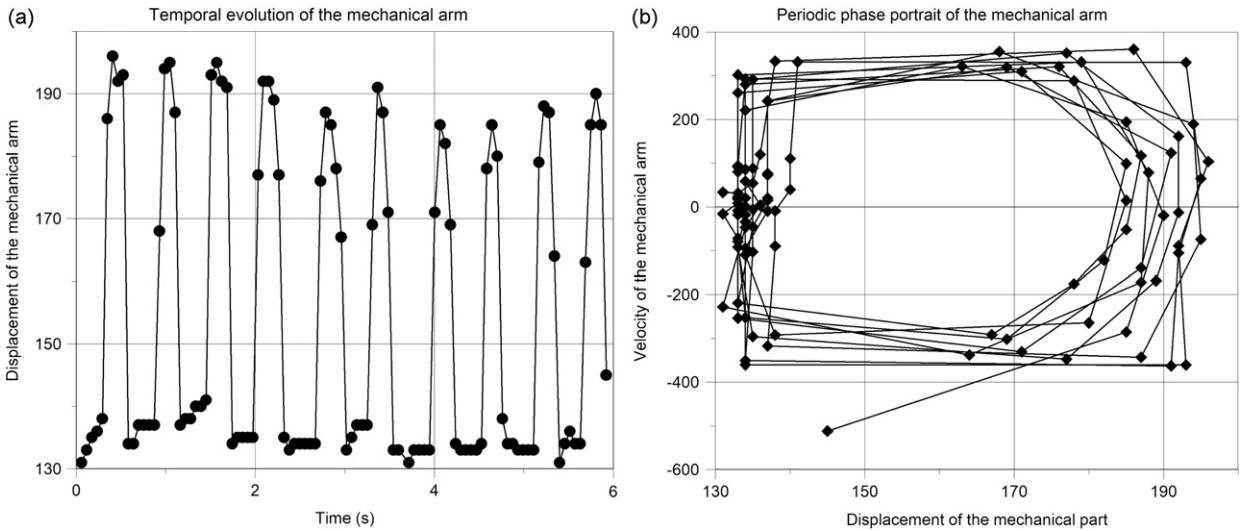 (a)
Temporal evolution of the mechanical arm
Displacement of the mechanical arm
190
170
150
130
0
2
4
6
Time (s)
(b)
Periodic phase portrait of the mechanical arm
Velocity of the mechanical arm
400
200
0
-200
-400
-600
130
150
170
190
Displacement of the mechanical part